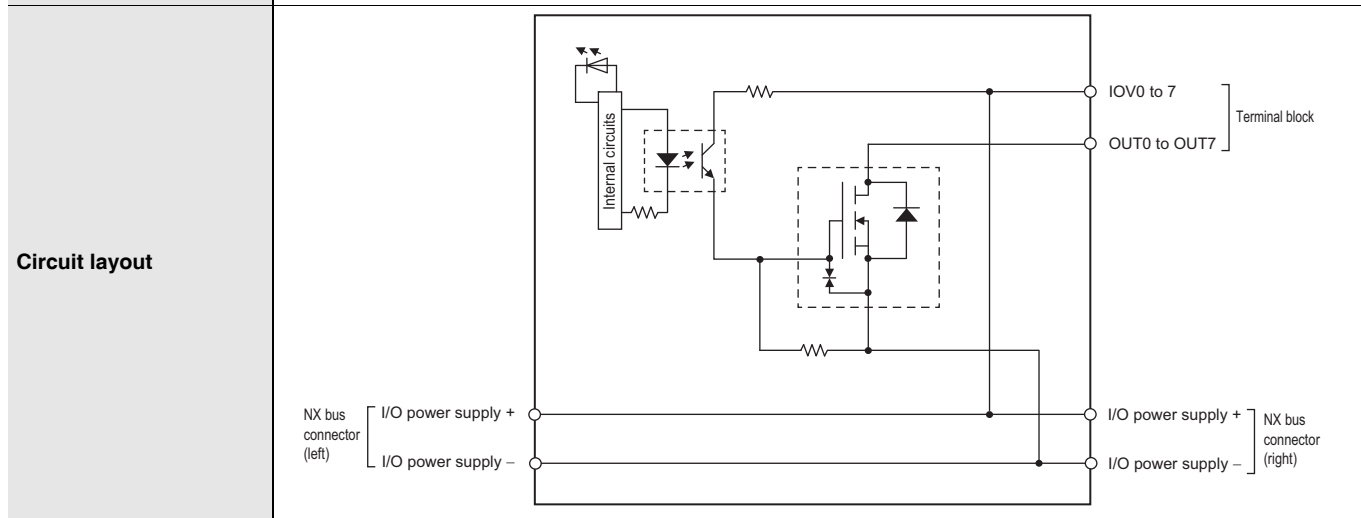 Circuit layout
Internal circuits
IOV0 to 7
OUT0 to OUT7
Terminal block
NX bus
connector
(left)
I/O power supply +
I/O power supply −
I/O power supply +
I/O power supply −
NX bus
connector
(right)